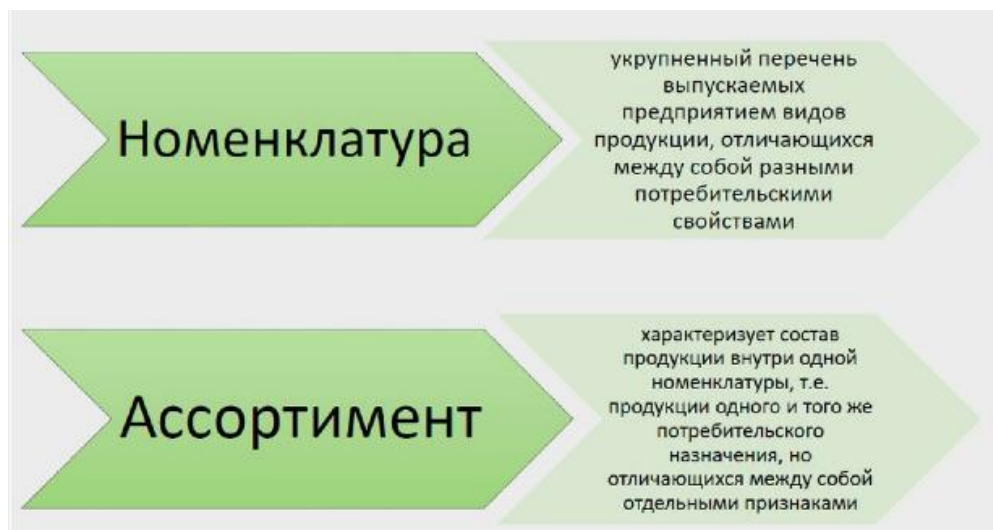 Номенклатура
укрупненный перечень
выпускаемых
предприятием видов
продукции, отличающихся
между собой разными
потребительскими
свойствами
Ассортимент
характеризует состав
продукции внутри одной
номенклатуры, т.е.
продукции одного и того же
потребительского
назначения, но
отличающихся между собой
отдельными признаками